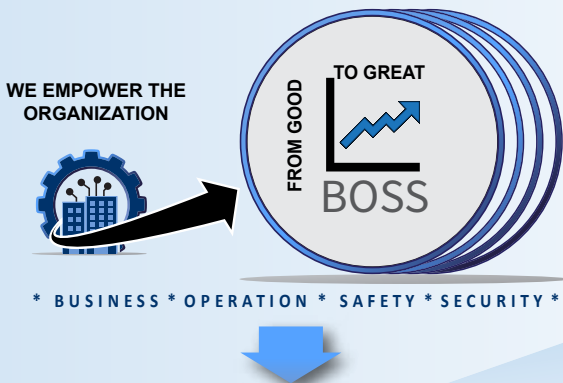 WE EMPOWER THE
ORGANIZATION
FROM GOOD
TO GREAT
BOSS
* BUSINESS * OPERATION * SAFETY * SECURITY *